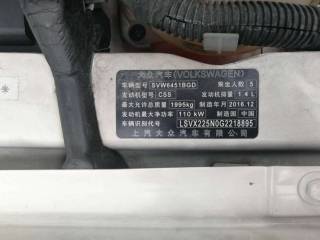 大众汽车(VOLKSWAGEN)
车辆型号 SVW6451BGD 乘坐人数 5
发动机型号 CSS 发动机排量 1.4 L
最大允许总质量 1995kg 制造年月 2016.12
发动机最大净功率 110 kW 制造国 中国
车辆识别代号 LSVX225N0G2218895
上汽大众汽车有限公司